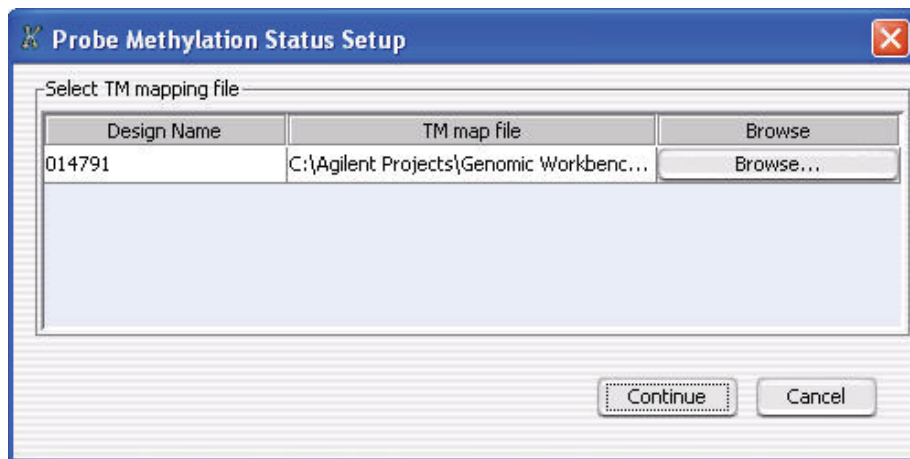 Probe Methylation Status Setup
Select TM mapping file
Design Name TM map file Browse
014791 C:\Agilent Projects\Genomic Workbenc... Browse...
Continue Cancel